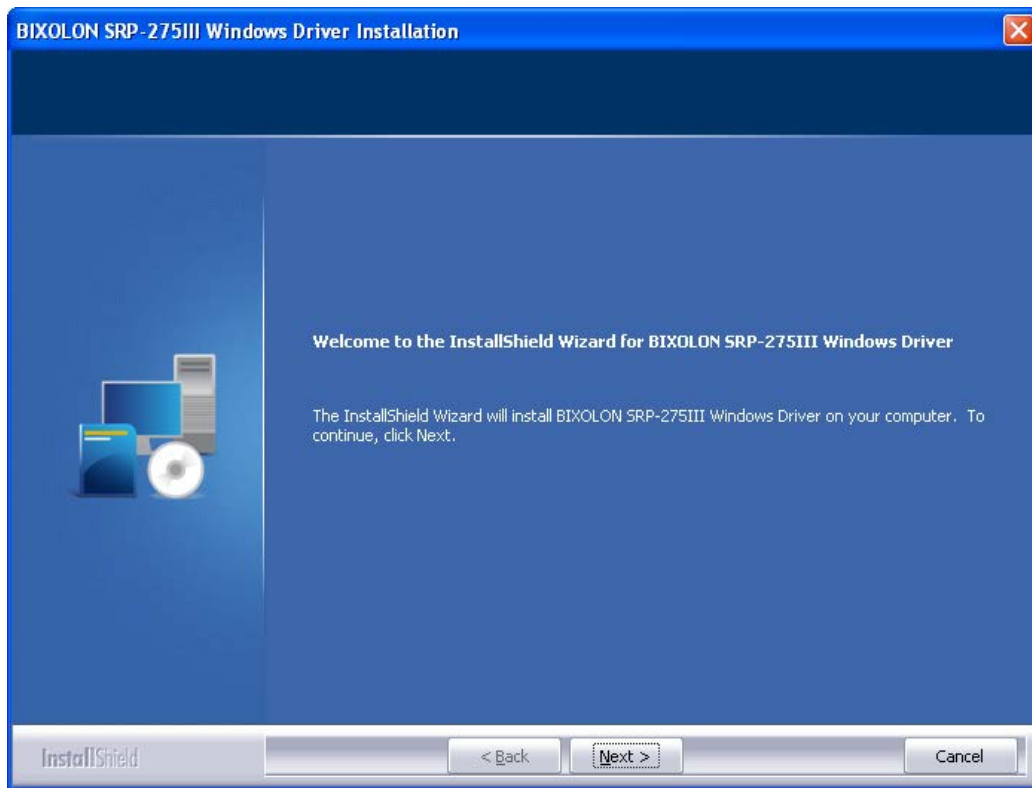 BIXOLON SRP-275III Windows Driver Installation
Welcome to the InstallShield Wizard for BIXOLON SRP-275III Windows Driver
The InstallShield Wizard will install BIXOLON SRP-275III Windows Driver on your computer. To
continue, click Next.
InstallShield
< Back
Next >
Cancel